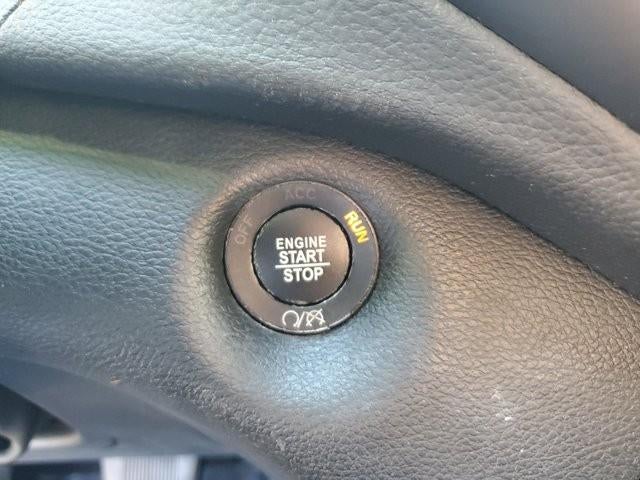 OFF ACC RUN
ENGINE
START
STOP